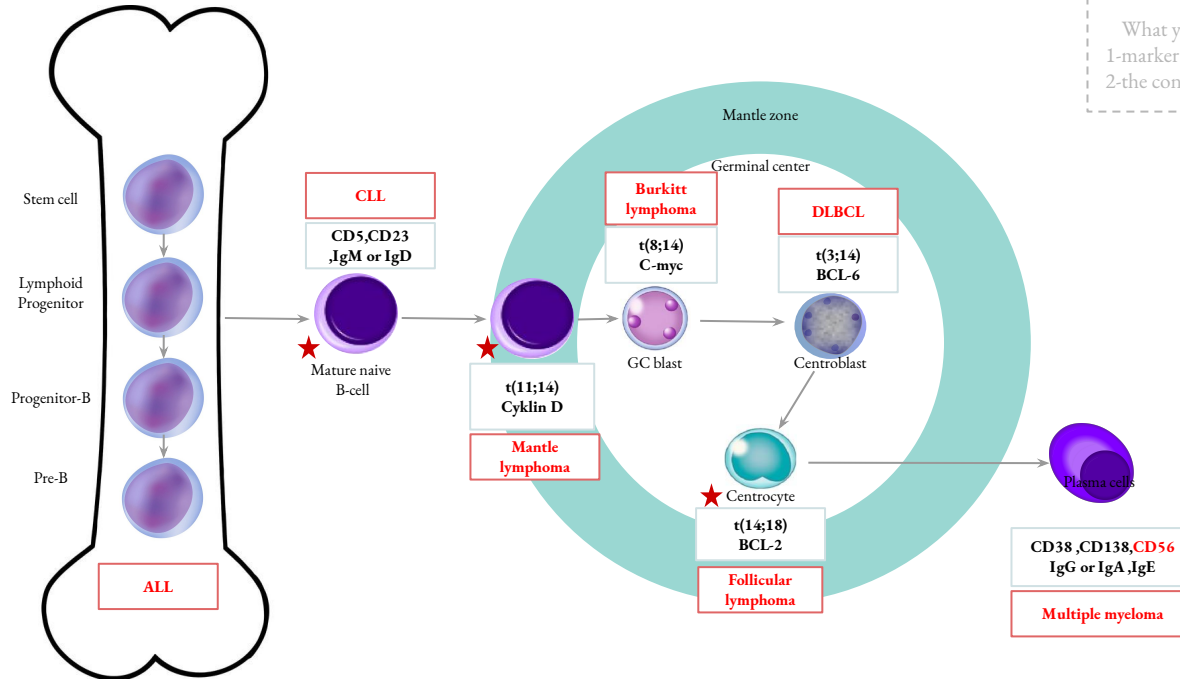 What y
1-marker
2-the con
Mantle zone
Germinal center
Stem cell
Lymphoid
Progenitor
Progenitor-B
Pre-B
ALL
CLL
CD5,CD23
,IgM or IgD
Mature naive
B-cell
t(11;14)
Cyklin D
Mantle
lymphoma
Burkitt
lymphoma
t(8;14)
C-myc
GC blast
DLBCL
t(3;14)
BCL-6
Centroblast
Centrocyte
t(14;18)
BCL-2
Follicular
lymphoma
Plasma cells
CD38 ,CD138,CD56
IgG or IgA ,IgE
Multiple myeloma